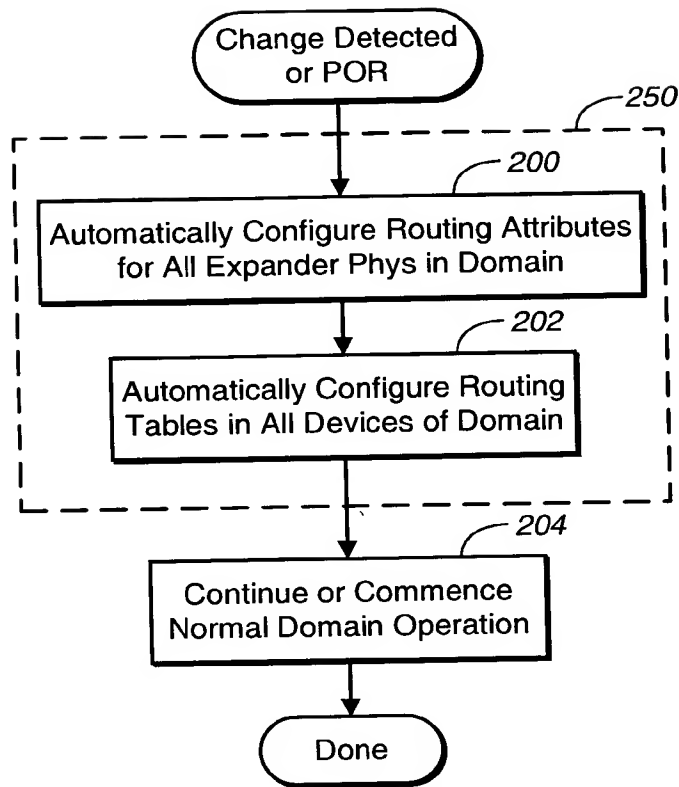 Change Detected
or POR
250
200
Automatically Configure Routing Attributes
for All Expander Phys in Domain
202
Automatically Configure Routing
Tables in All Devices of Domain
204
Continue or Commence
Normal Domain Operation
Done